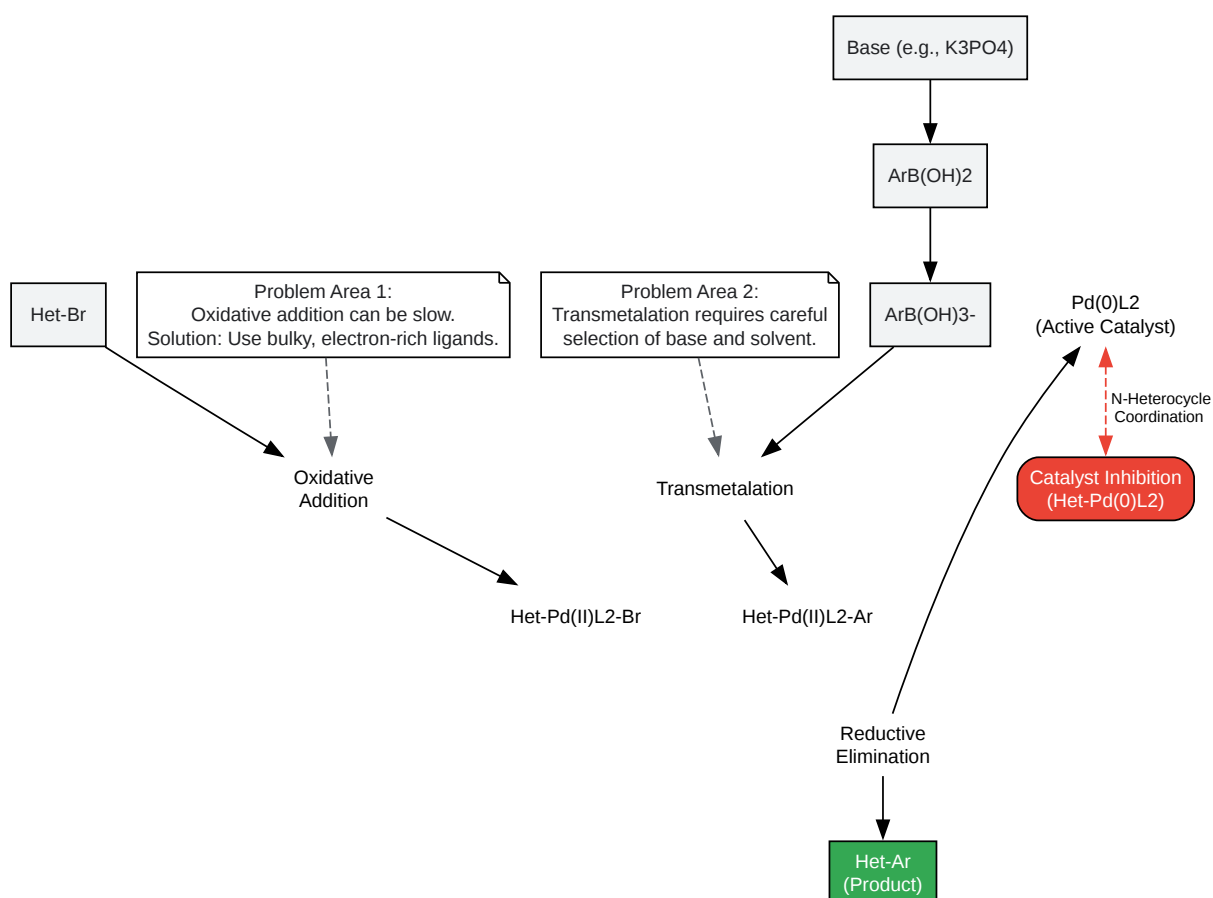 Base (e.g., K3PO4)
ArB(OH)2
Het-Br
Problem Area 1:
Oxidative addition can be slow.
Solution: Use bulky, electron-rich ligands.
Problem Area 2:
Transmetalation requires careful
selection of base and solvent.
ArB(OH)3-
Pd(0)L2
(Active Catalyst)
N-Heterocycle
Coordination
Oxidative
Addition
Transmetalation
Catalyst Inhibition
(Het-Pd(0)L2)
Het-Pd(II)L2-Br
Het-Pd(II)L2-Ar
Reductive
Elimination
Het-Ar
(Product)